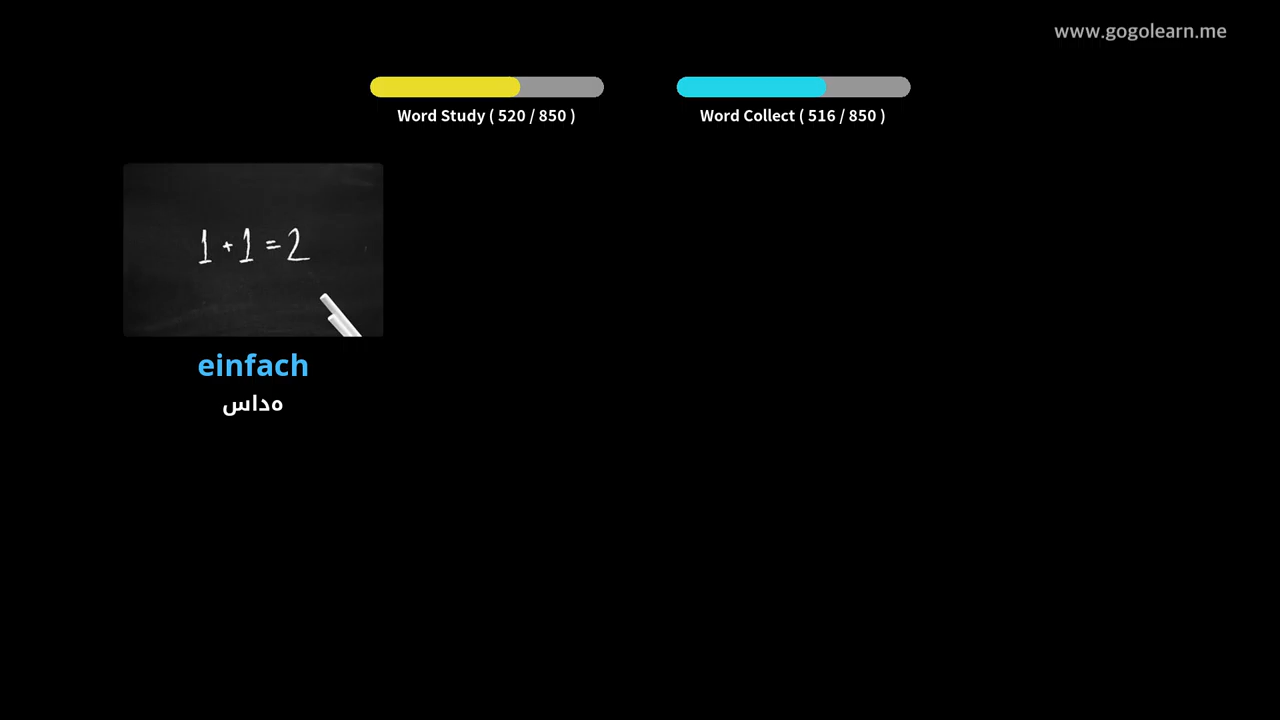 www.gogolearn.me
Word Study ( 520 / 850 )
Word Collect ( 516 / 850 )
1 + 1 = 2
einfach
ساده